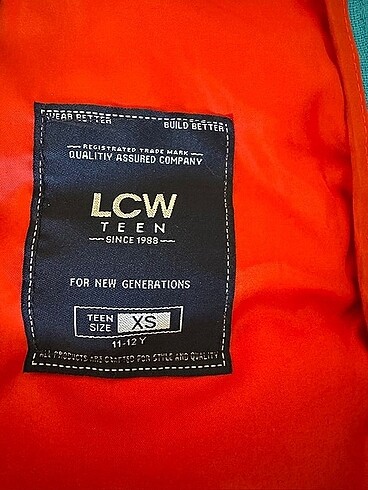 WEAR BETTER BUILD BETTER
REGISTRATED TRADE MARK
QUALITIY ASSURED COMPANY
LCW
TEEN
SINCE 1988
FOR NEW GENERATIONS
TEEN SIZE XS
11-12 Y
ALL PRODUCTS ARE CRAFTED FOR STYLE AND QUALITY